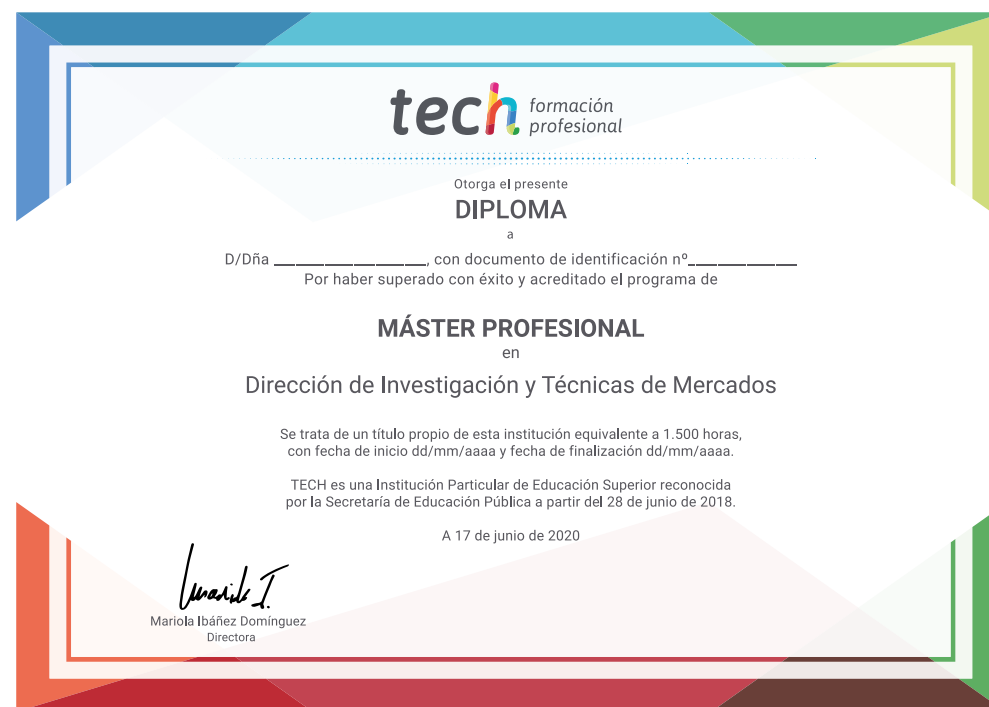 tech formación profesional
Otorga el presente
DIPLOMA
a
D/Dña ______________, con documento de identificación nº__________
Por haber superado con éxito y acreditado el programa de
MÁSTER PROFESIONAL
en
Dirección de Investigación y Técnicas de Mercados
Se trata de un título propio de esta institución equivalente a 1.500 horas,
con fecha de inicio dd/mm/aaaa y fecha de finalización dd/mm/aaaa.
TECH es una Institución Particular de Educación Superior reconocida
por la Secretaría de Educación Pública a partir del 28 de junio de 2018.
A 17 de junio de 2020
Mariola Ibáñez Domínguez
Directora